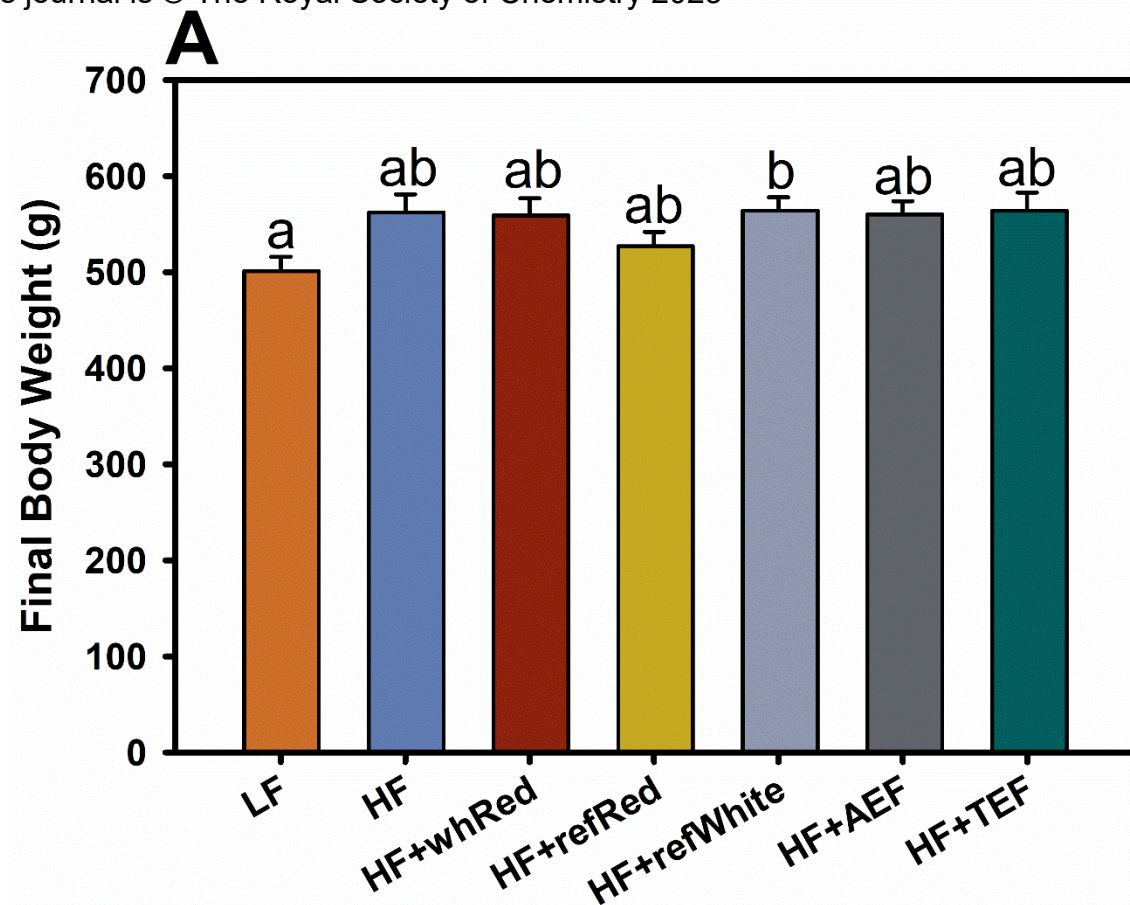 A
700
600
500
400
300
200
100
0
Final Body Weight (g)
a
ab
ab
ab
b
ab
ab
LF
HF
HF+whRed
HF+refRed
HF+refWhite
HF+AEF
HF+TEF